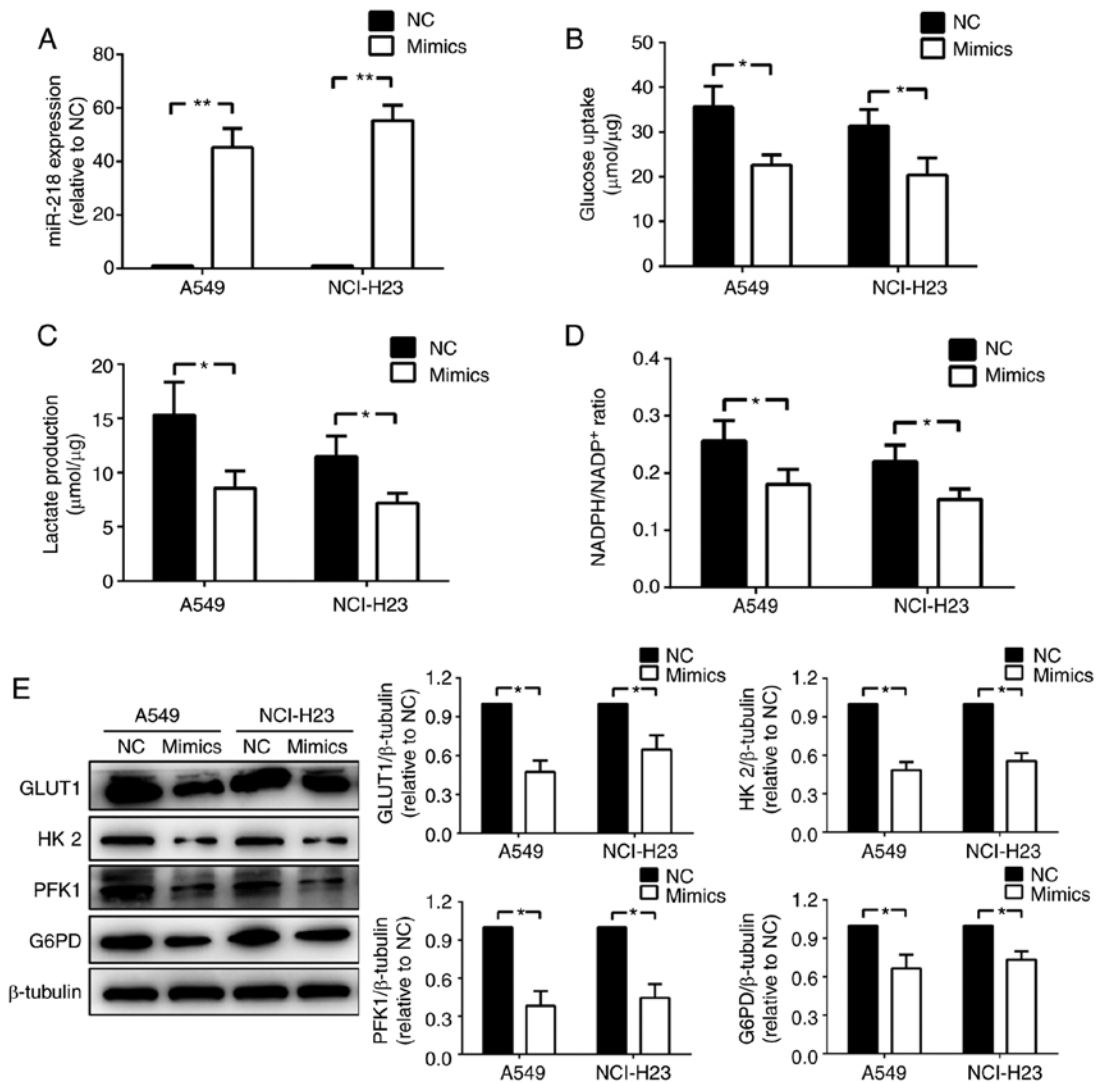 A
NC
Mimics
miR-218 expression
(relative to NC)
80
60
40
20
0
**
**
A549
NCI-H23
B
NC
Mimics
Glucose uptake
(μmol/μg)
50
40
30
20
10
0
*
*
A549
NCI-H23
C
NC
Mimics
Lactate production
(μmol/μg)
20
15
10
5
0
*
*
A549
NCI-H23
D
NC
Mimics
NADPH/NADP⁺ ratio
0.4
0.3
0.2
0.1
0.0
*
*
A549
NCI-H23
E
A549 NCI-H23
NC Mimics NC Mimics
GLUT1
HK 2
PFK1
G6PD
β-tubulin
NC
Mimics
GLUT1/β-tubulin
(relative to NC)
1.2
0.9
0.6
0.3
0.0
*
*
A549
NCI-H23
NC
Mimics
HK 2/β-tubulin
(relative to NC)
1.2
0.9
0.6
0.3
0.0
*
*
A549
NCI-H23
NC
Mimics
PFK1/β-tubulin
(relative to NC)
1.2
0.9
0.6
0.3
0.0
*
*
A549
NCI-H23
NC
Mimics
G6PD/β-tubulin
(relative to NC)
1.2
0.9
0.6
0.3
0.0
*
*
A549
NCI-H23